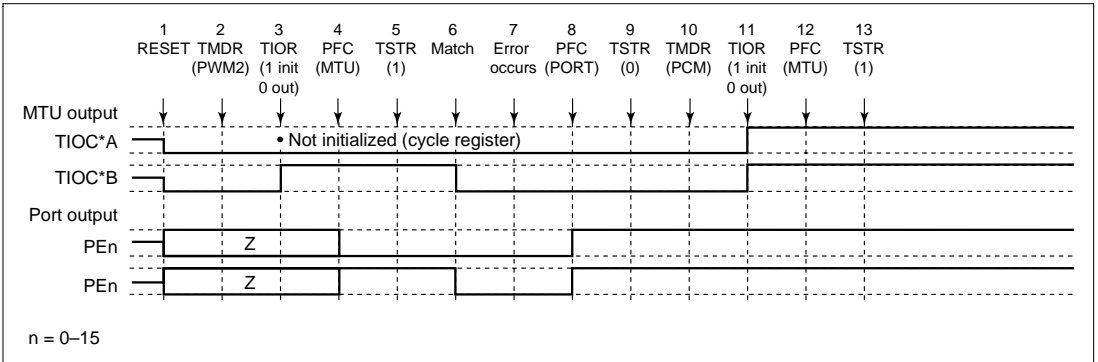 1 2 3 4 5 6 7 8 9 10 11 12 13
RESET TMDR TIOR PFC TSTR Match Error PFC TSTR TMDR TIOR PFC TSTR
(PWM2) (1 init (MTU) (1) occurs (PORT) (0) (PCM) (1 init (MTU) (1)
0 out) 0 out)
MTU output
TIOC*A • Not initialized (cycle register)
TIOC*B
Port output
PEn Z
PEn Z
n = 0–15